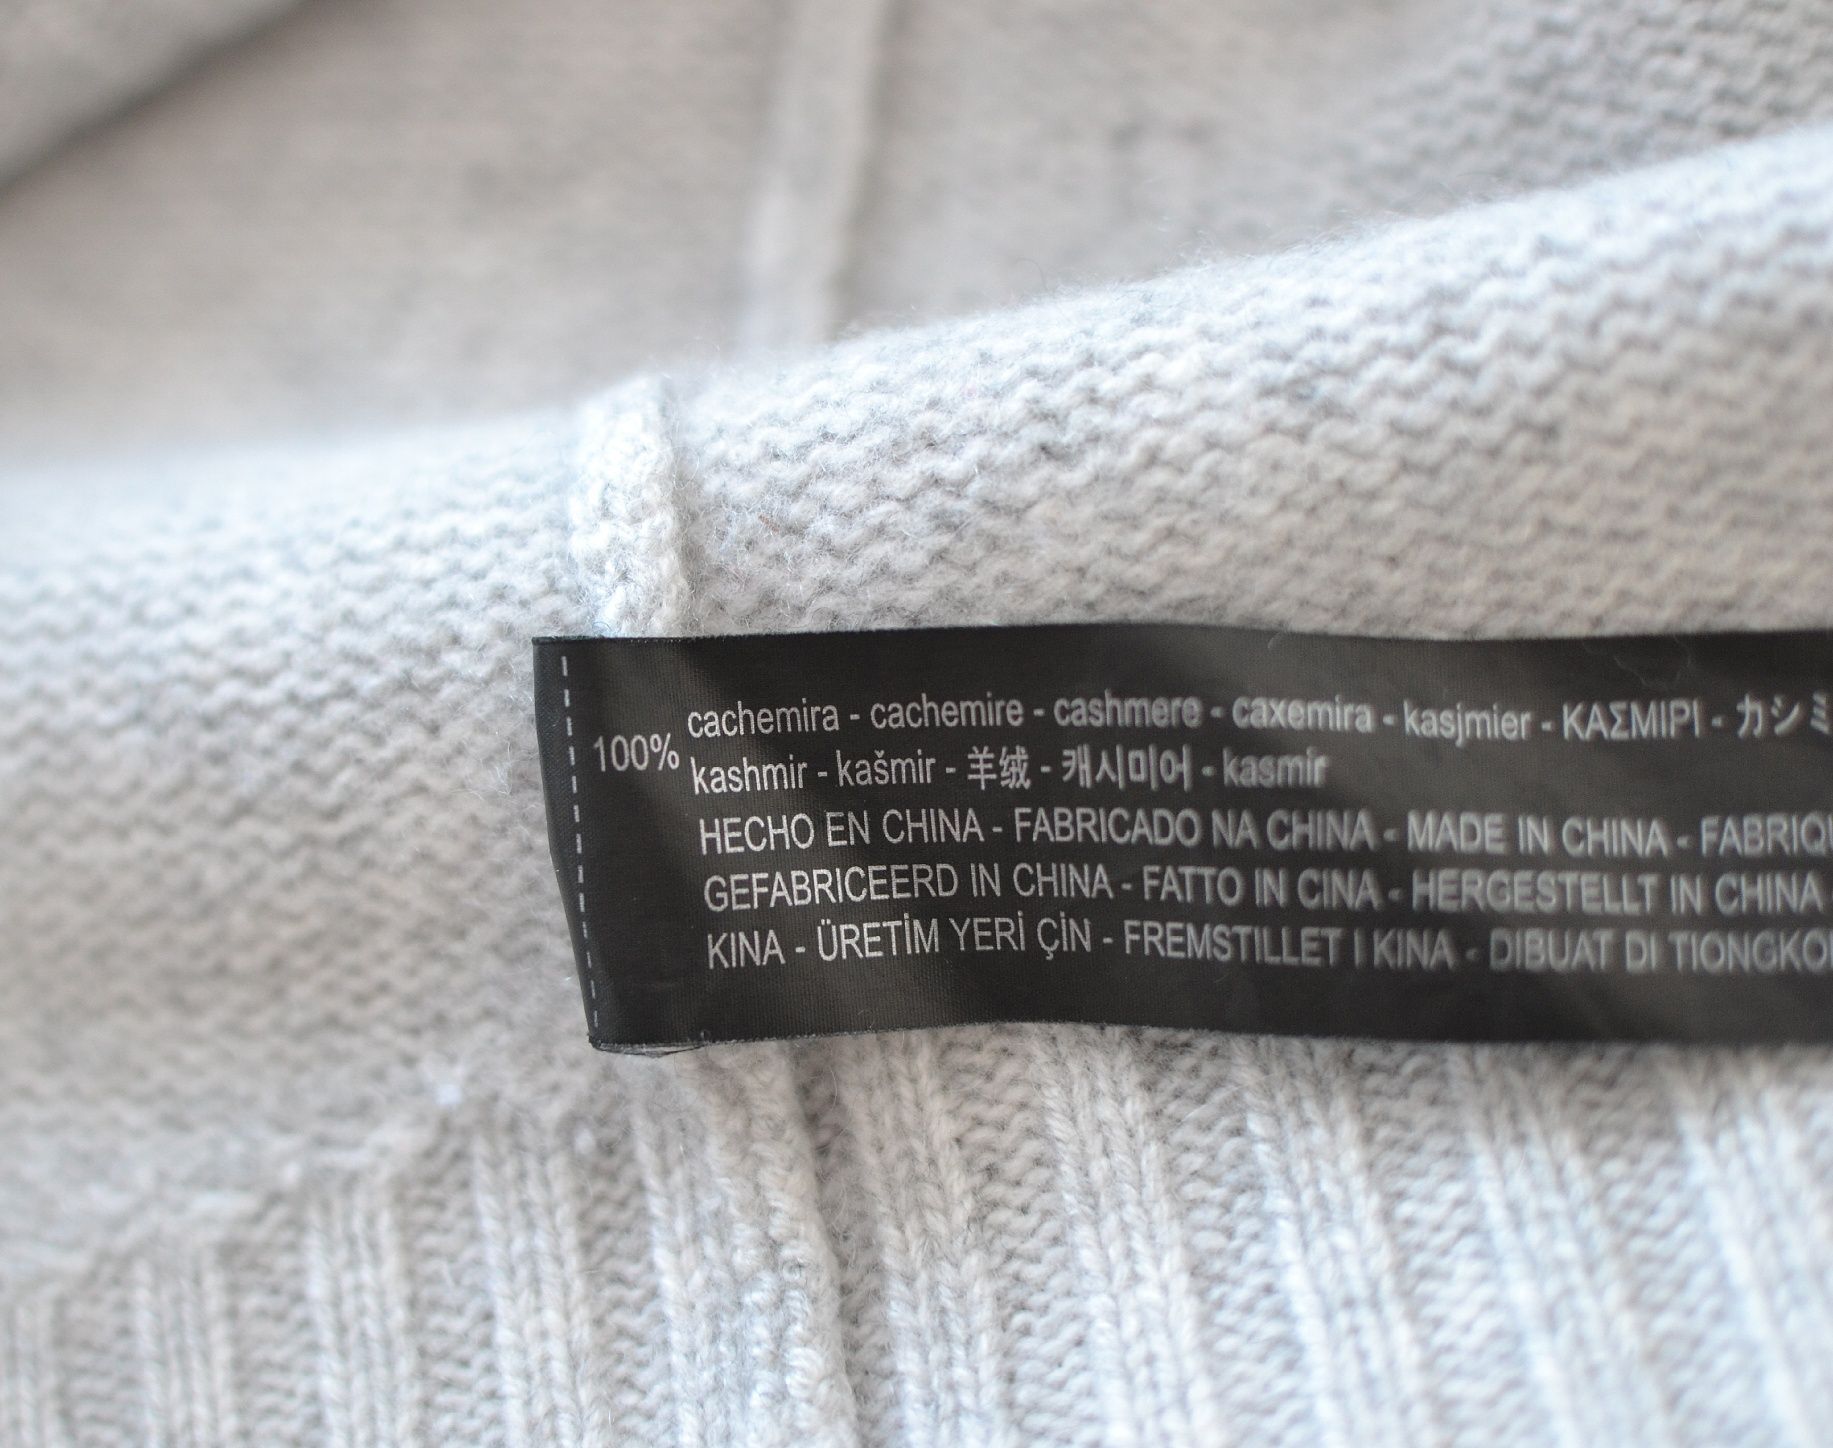 100% cachemira - cachemire - cashmere - caxemira - kasjmier - ΚΑΣΜΙΡΙ - カシミ
kashmir - kašmir - 羊绒 - 캐시미어 - kasmir
HECHO EN CHINA - FABRICADO NA CHINA - MADE IN CHINA - FABRIQU
GEFABRICEERD IN CHINA - FATTO IN CINA - HERGESTELLT IN CHINA
KINA - ÜRETİM YERİ ÇİN - FREMSTILLET I KINA - DIBUAT DI TIONGKO